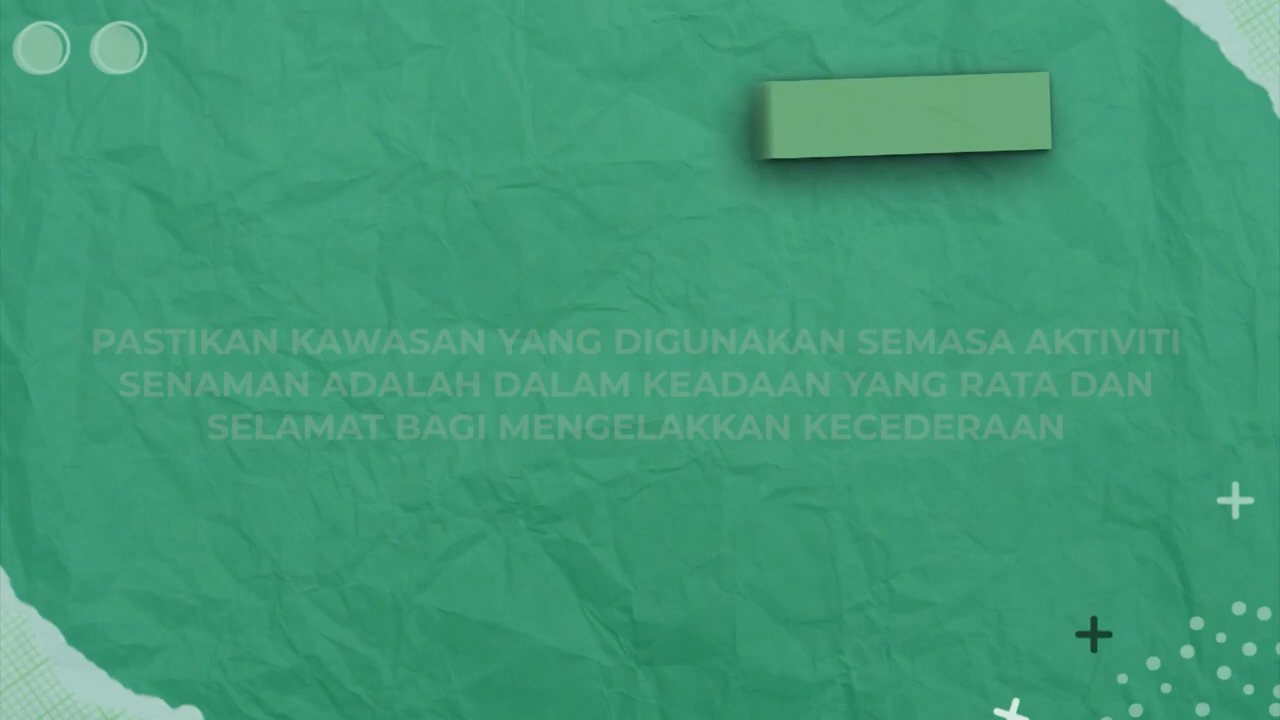 PASTIKAN KAWASAN YANG DIGUNAKAN SEMASA AKTIVITI
SENAMAN ADALAH DALAM KEADAAN YANG RATA DAN
SELAMAT BAGI MENGELAKKAN KECEDERAAN